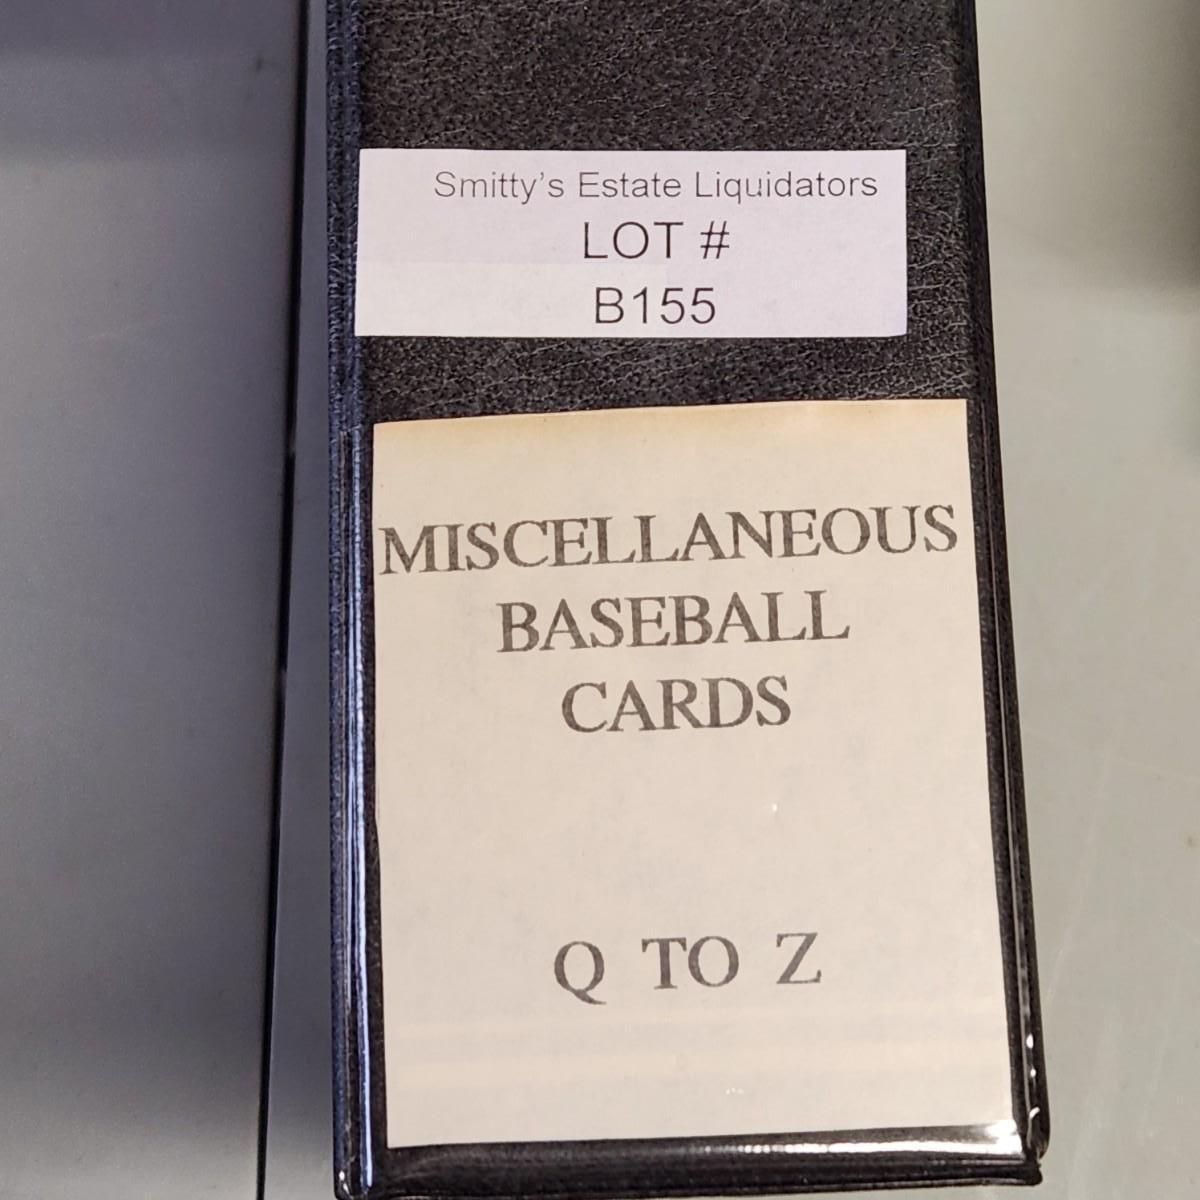 Smitty's Estate Liquidators
LOT #
B155
MISCELLANEOUS
BASEBALL
CARDS
Q TO Z